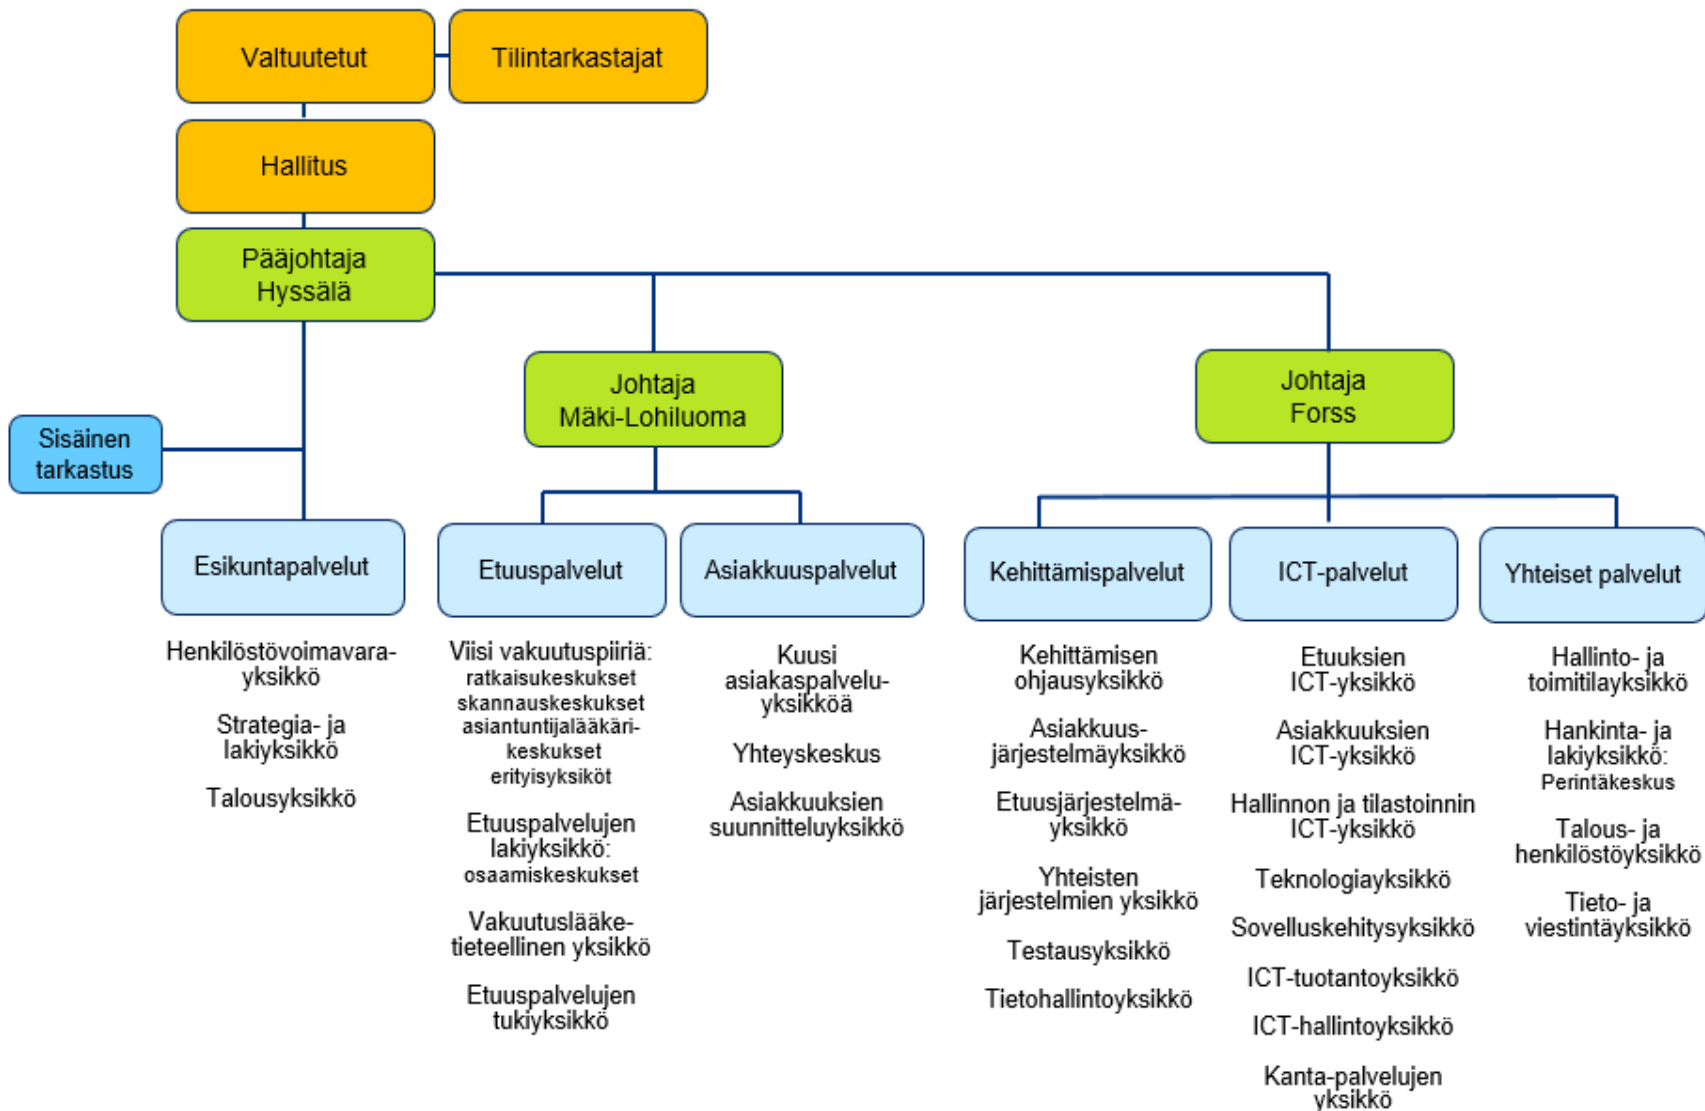 Valtuutetut
Tilintarkastajat
Hallitus
Pääjohtaja
Hyssälä
Johtaja
Mäki-Lohiluoma
Johtaja
Forss
Sisäinen
tarkastus
Esikuntapalvelut
Etuuspalvelut
Asiakkuuspalvelut
Kehittämispalvelut
ICT-palvelut
Yhteiset palvelut
Henkilöstövoimavara-
yksikkö
Strategia- ja
lakiyksikkö
Talousyksikkö
Viisi vakuutuspiiriä:
ratkaisukeskukset
skannauskeskukset
asiantuntijalääkäri-
keskukset
erityisyksiköt
Etuuspalvelujen
lakiyksikkö:
osaamiskeskukset
Vakuutuslääke-
tieteellinen yksikkö
Etuuspalvelujen
tukiyksikkö
Kuusi
asiakaspalvelu-
yksikköä
Yhteyskeskus
Asiakkuuksien
suunnitteluyksikkö
Kehittämisen
ohjausyksikkö
Asiakkuus-
järjestelmäyksikkö
Etuusjärjestelmä-
yksikkö
Yhteisten
järjestelmien yksikkö
Testausyksikkö
Tietohallintoyksikkö
Etuuksien
ICT-yksikkö
Asiakkuuksien
ICT-yksikkö
Hallinnon ja tilastoinnin
ICT-yksikkö
Teknologiayksikkö
Sovelluskehitysyksikkö
ICT-tuotantoyksikkö
ICT-hallintoyksikkö
Kanta-palvelujen
yksikkö
Hallinto- ja
toimitilayksikkö
Hankinta- ja
lakiyksikkö:
Perintäkeskus
Talous- ja
henkilöstöyksikkö
Tieto- ja
viestintäyksikkö